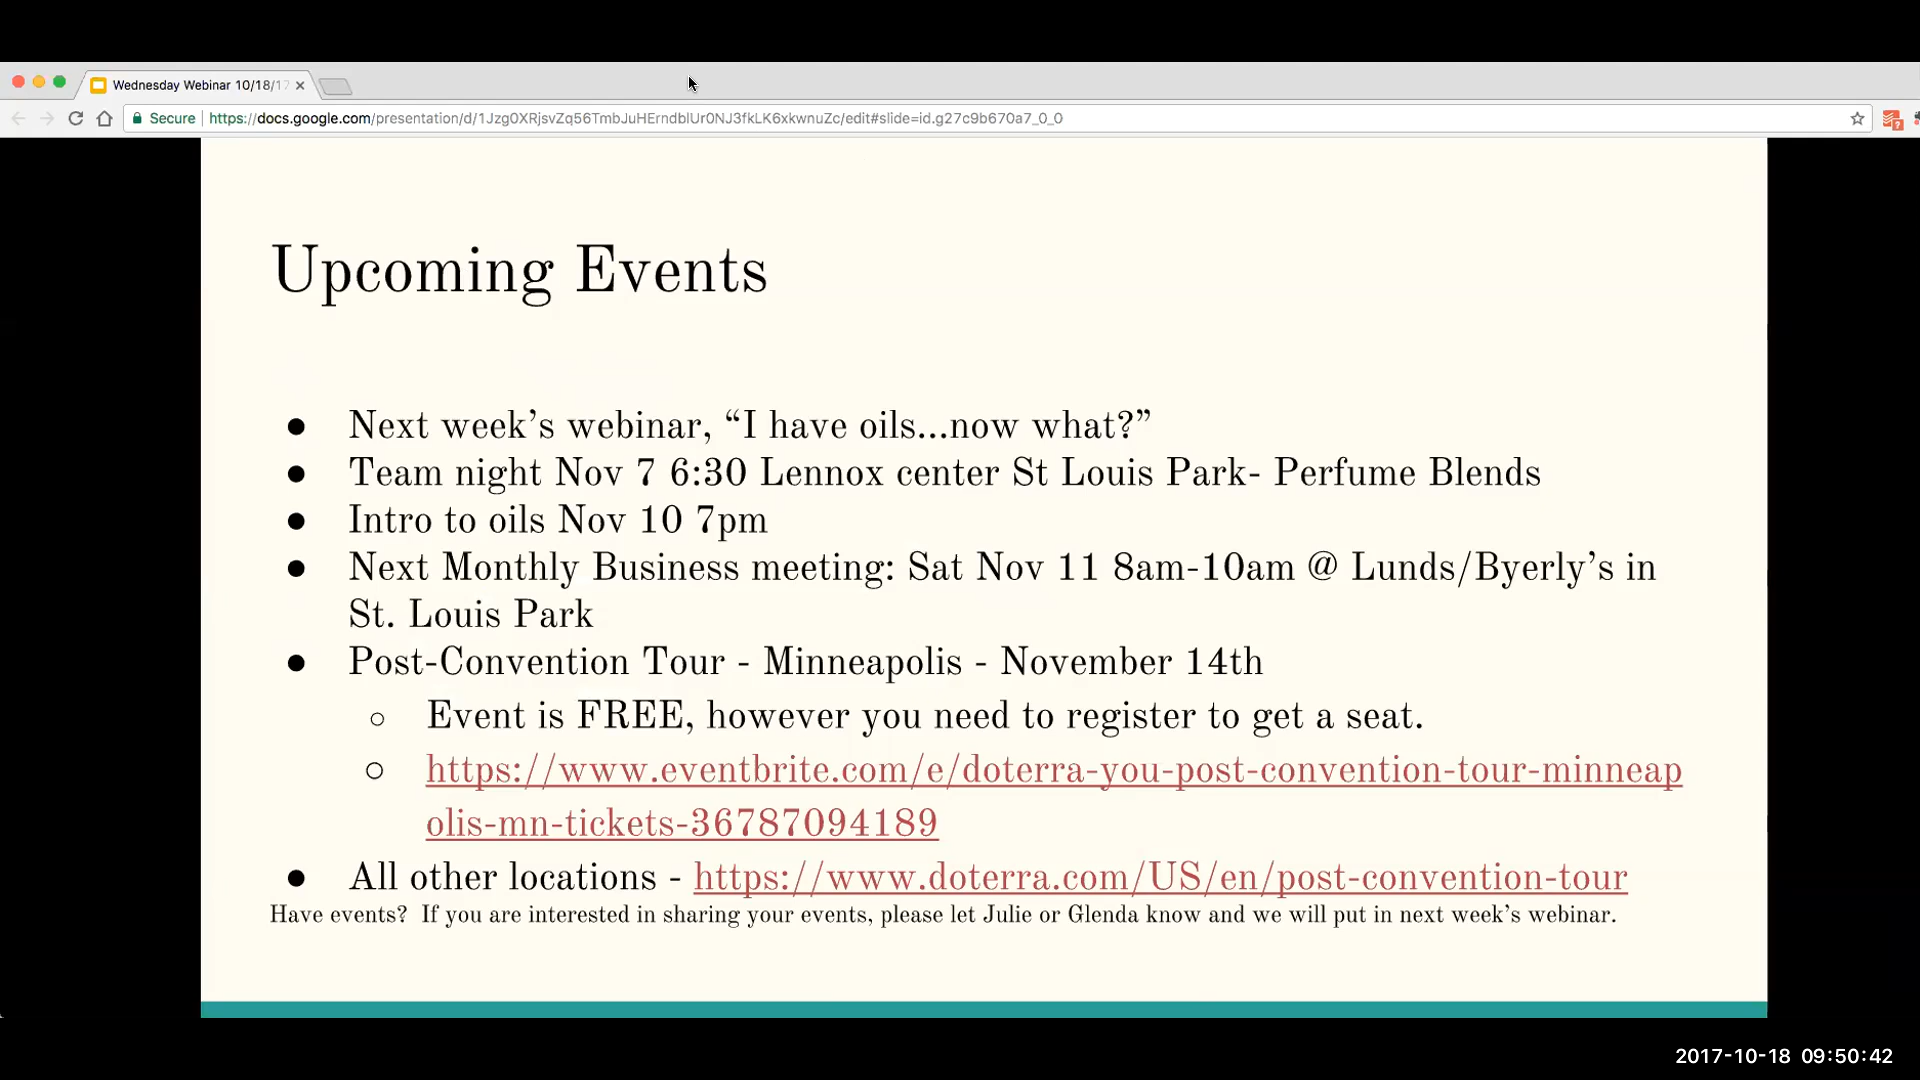 Wednesday Webinar 10/18/17
Secure https://docs.google.com/presentation/d/1Jzg0XRjsvZq56TmbJuHErndblUr0NJ3fkLK6xkwnuZc/edit#slide=id.g27c9b670a7_0_0
Upcoming Events
● Next week’s webinar, “I have oils...now what?”
● Team night Nov 7 6:30 Lennox center St Louis Park- Perfume Blends
● Intro to oils Nov 10 7pm
● Next Monthly Business meeting: Sat Nov 11 8am-10am @ Lunds/Byerly’s in
St. Louis Park
● Post-Convention Tour - Minneapolis - November 14th
○ Event is FREE, however you need to register to get a seat.
○ https://www.eventbrite.com/e/doterra-you-post-convention-tour-minneap
olis-mn-tickets-36787094189
● All other locations - https://www.doterra.com/US/en/post-convention-tour
Have events? If you are interested in sharing your events, please let Julie or Glenda know and we will put in next week’s webinar.
2017-10-18 09:50:42